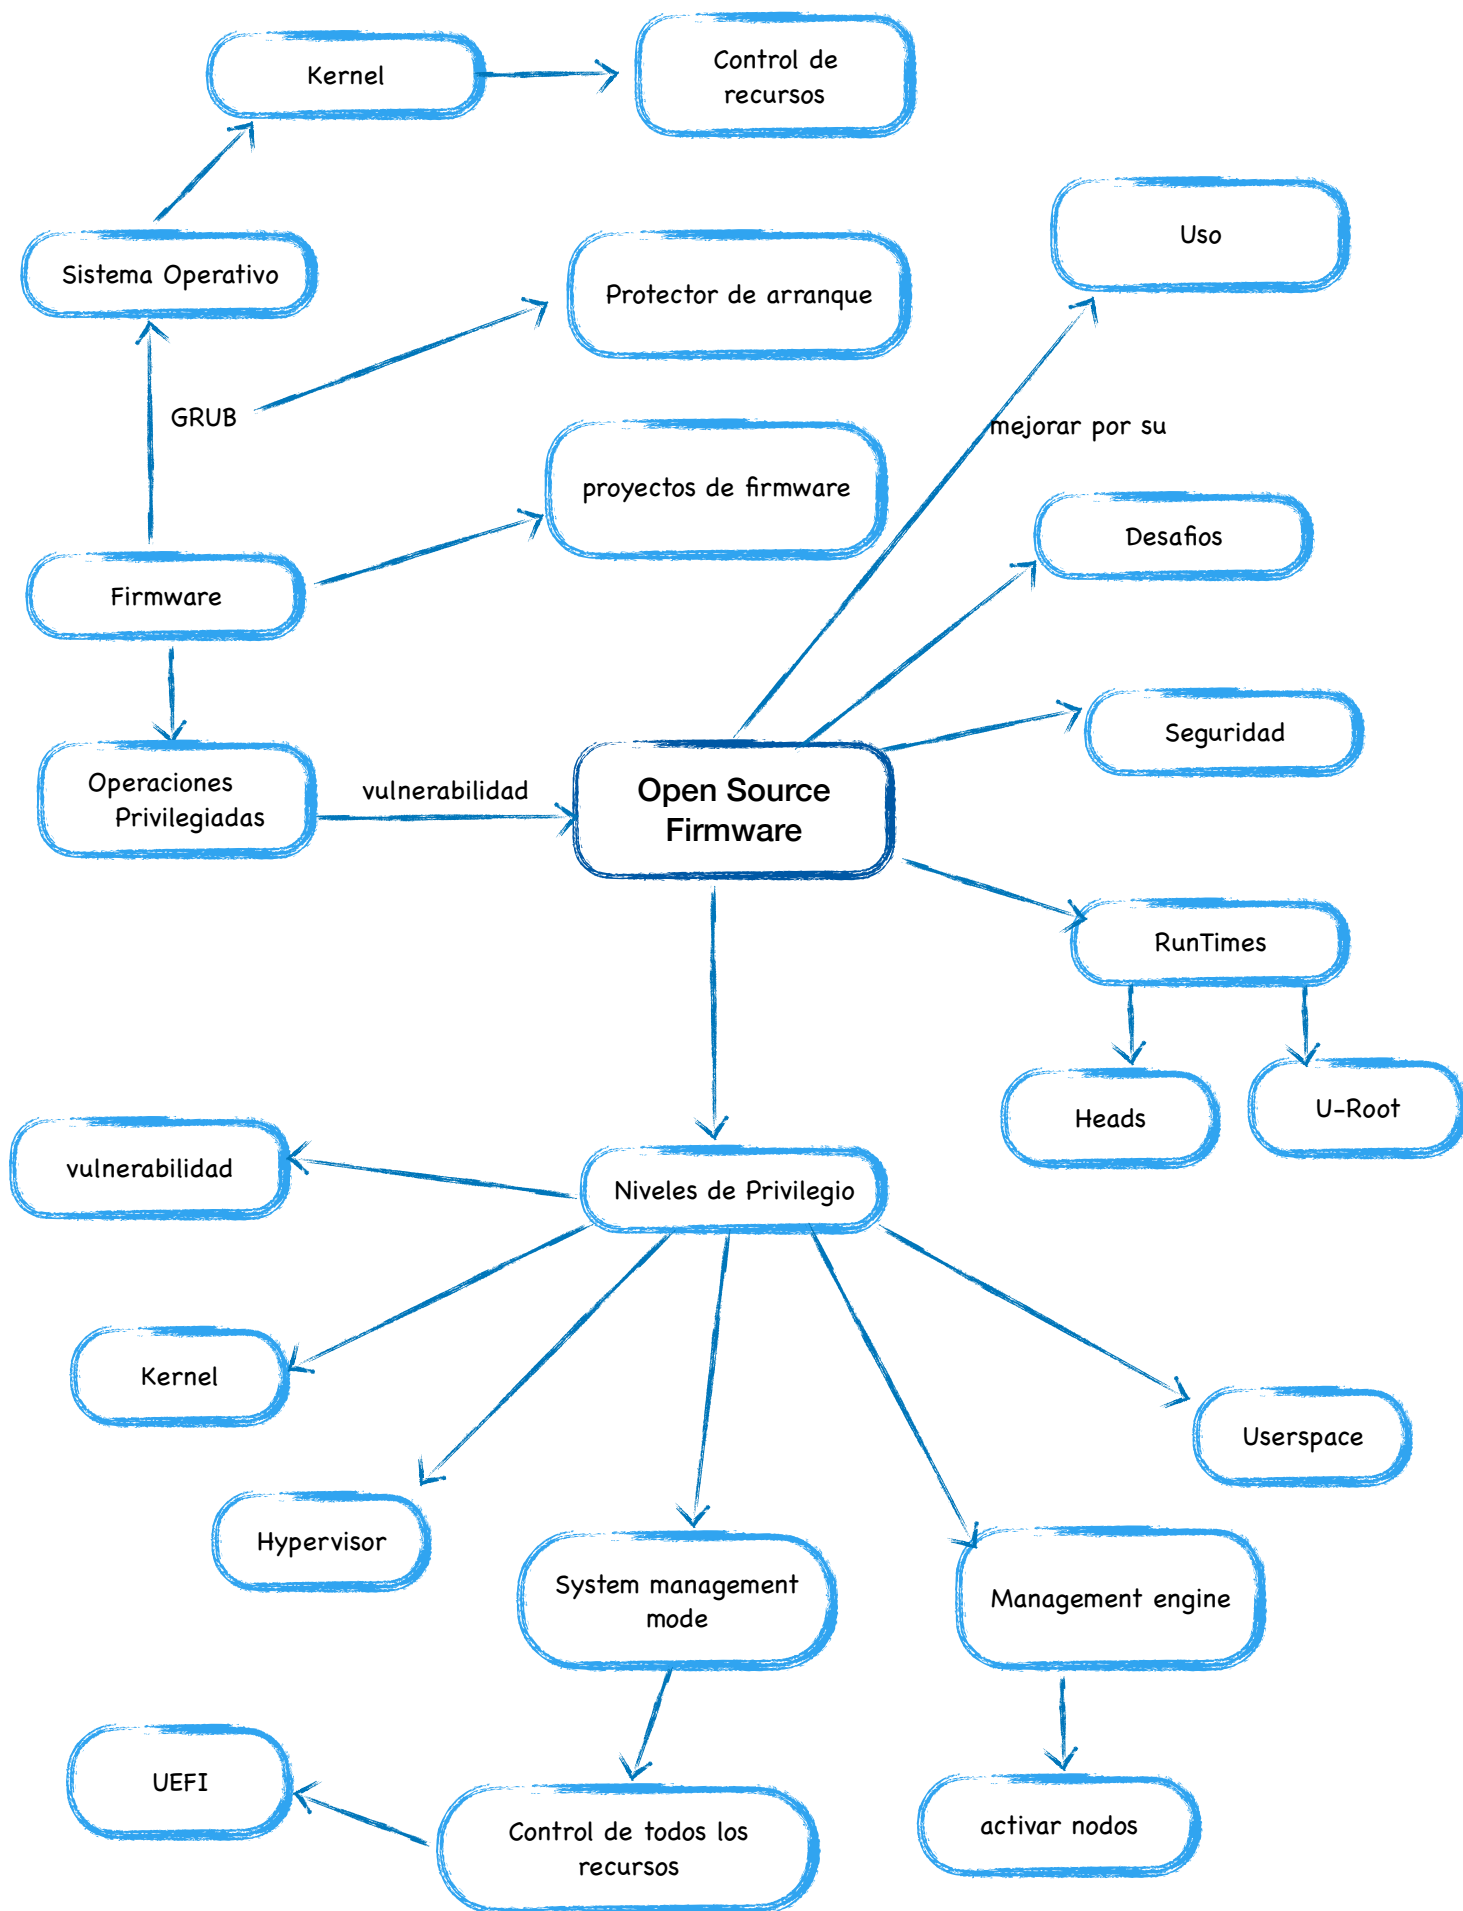 Kernel
Control de
recursos
Uso
Sistema Operativo
Protector de arranque
GRUB
mejorar por su
proyectos de firmware
Desafios
Firmware
Seguridad
Operaciones
Privilegiadas
vulnerabilidad
Open Source
Firmware
RunTimes
Heads
U-Root
vulnerabilidad
Niveles de Privilegio
Kernel
Userspace
Hypervisor
System management
mode
Management engine
UEFI
Control de todos los
recursos
activar nodos